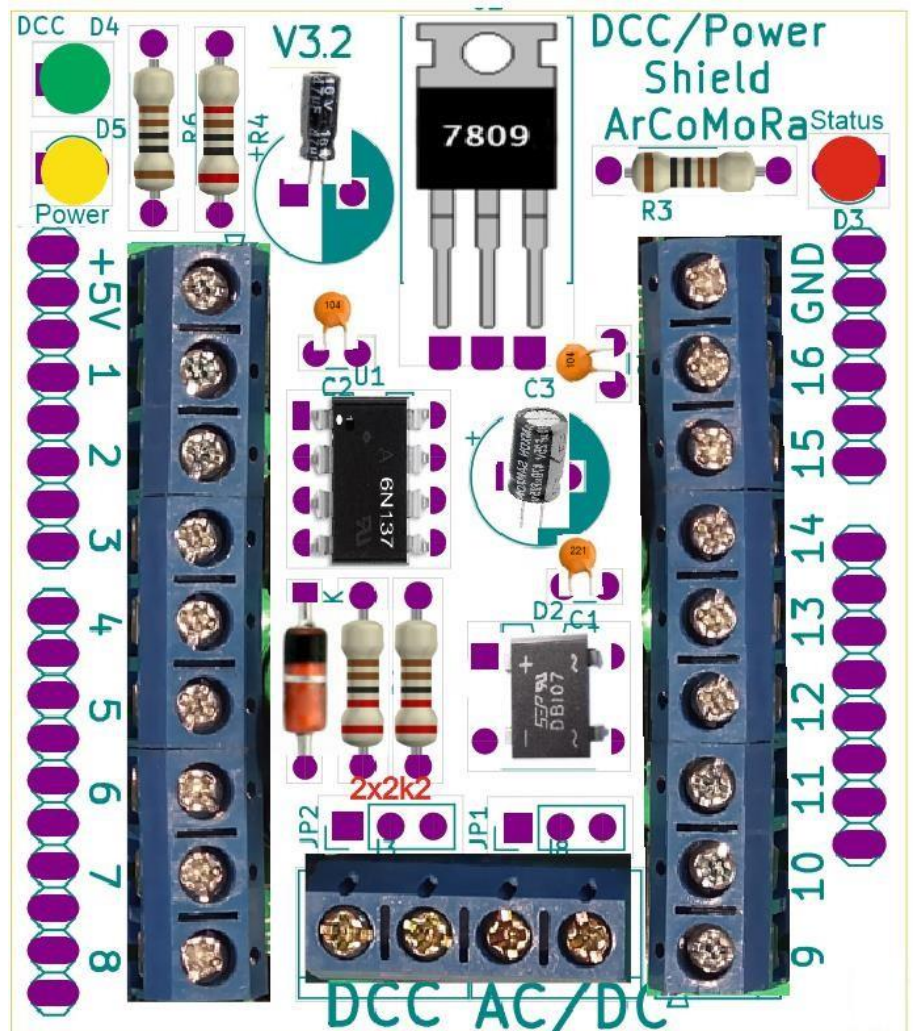 DCC D4
V3.2
DCC/Power
Shield
ArCoMoRa
Status
D5
R6
+R4
7809
Power
R3
D3
+5V
1
2
3
4
5
6
7
8
GND
16
15
14
13
12
11
10
9
104
C2
U1
104
C3
+
1
6N137
221
C1
K
D2
+
~
DB107
-
~
2x2k2
JP2
JP1
DCC AC/DC